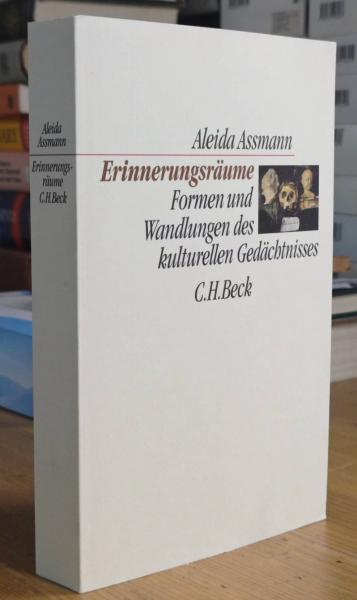 Aleida
Assmann
Erinnerungs-
räume
C.H.Beck
Aleida Assmann
Erinnerungsräume
Formen und
Wandlungen des
kulturellen Gedächtnisses
C.H.Beck